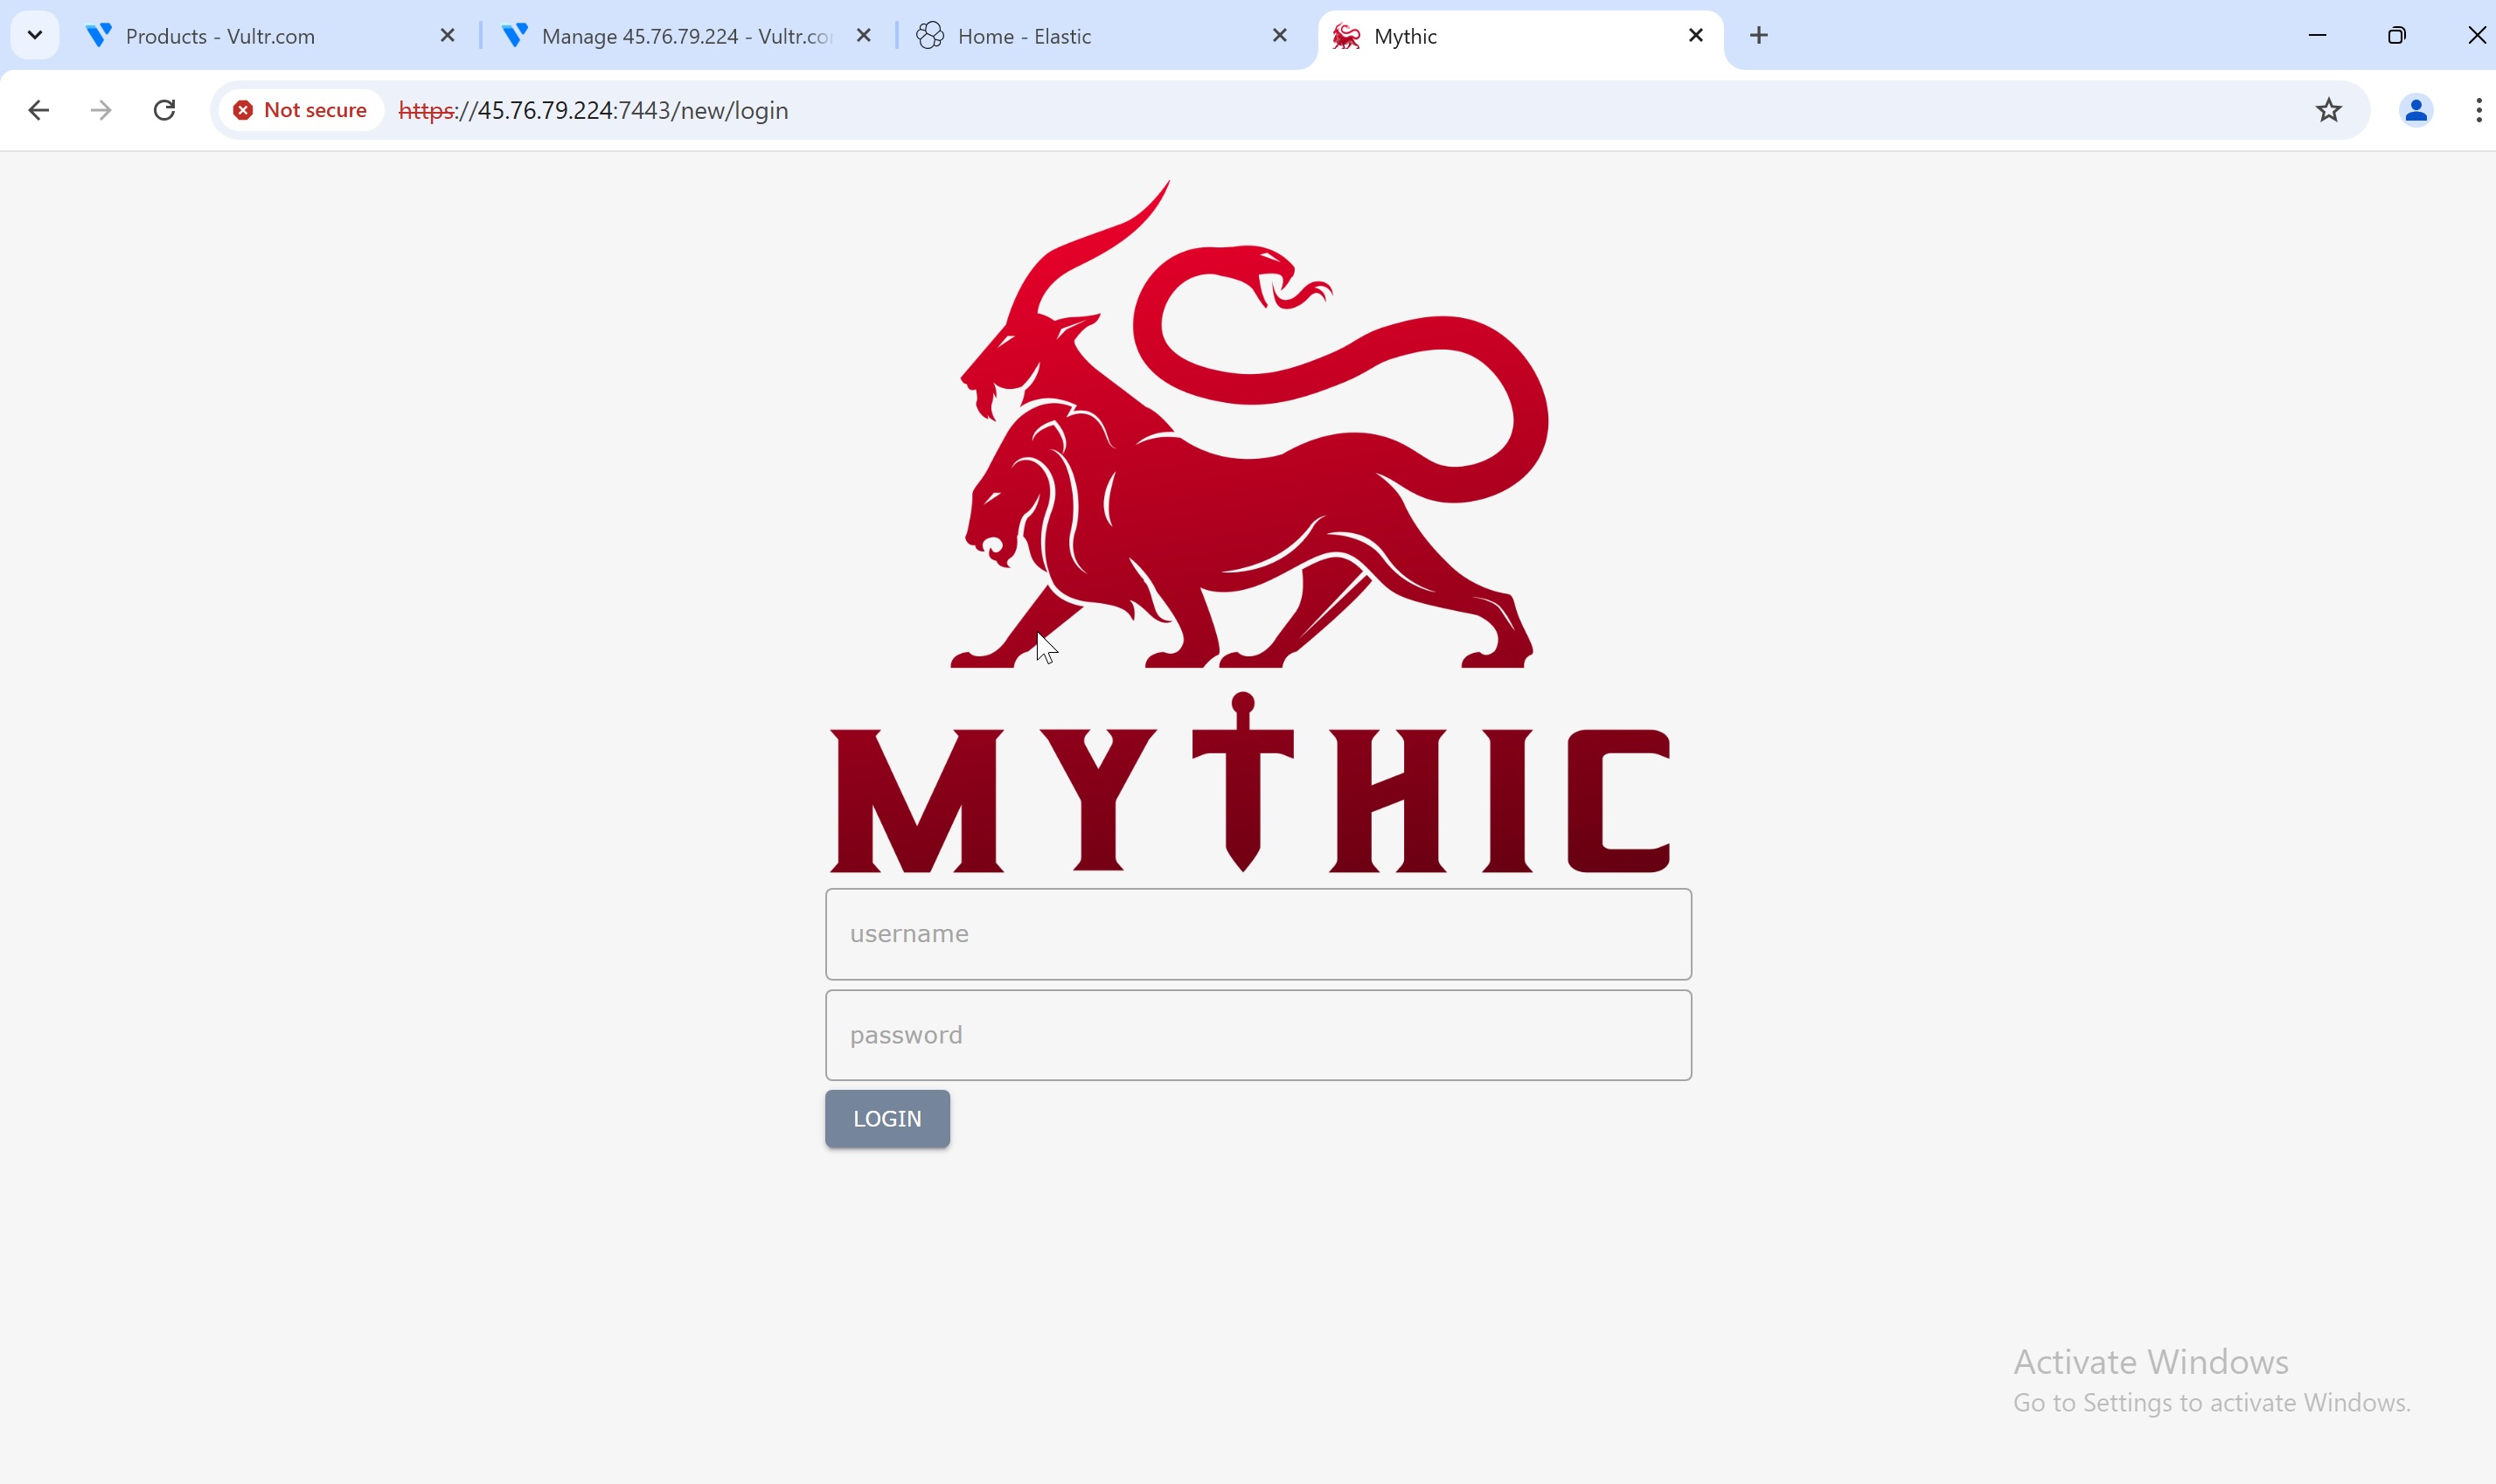 Products - Vultr.com
Manage 45.76.79.224 - Vultr.co
Home - Elastic
Mythic
Not secure
https://45.76.79.224:7443/new/login
MYTHIC
username
password
LOGIN
Activate Windows
Go to Settings to activate Windows.